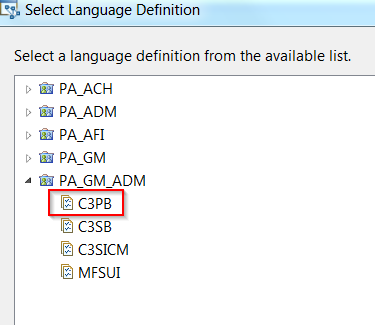 Select Language Definition
Select a language definition from the available list.
PA_ACH
PA_ADM
PA_AFI
PA_GM
PA_GM_ADM
C3PB
C3SB
C3SICM
MFSUI